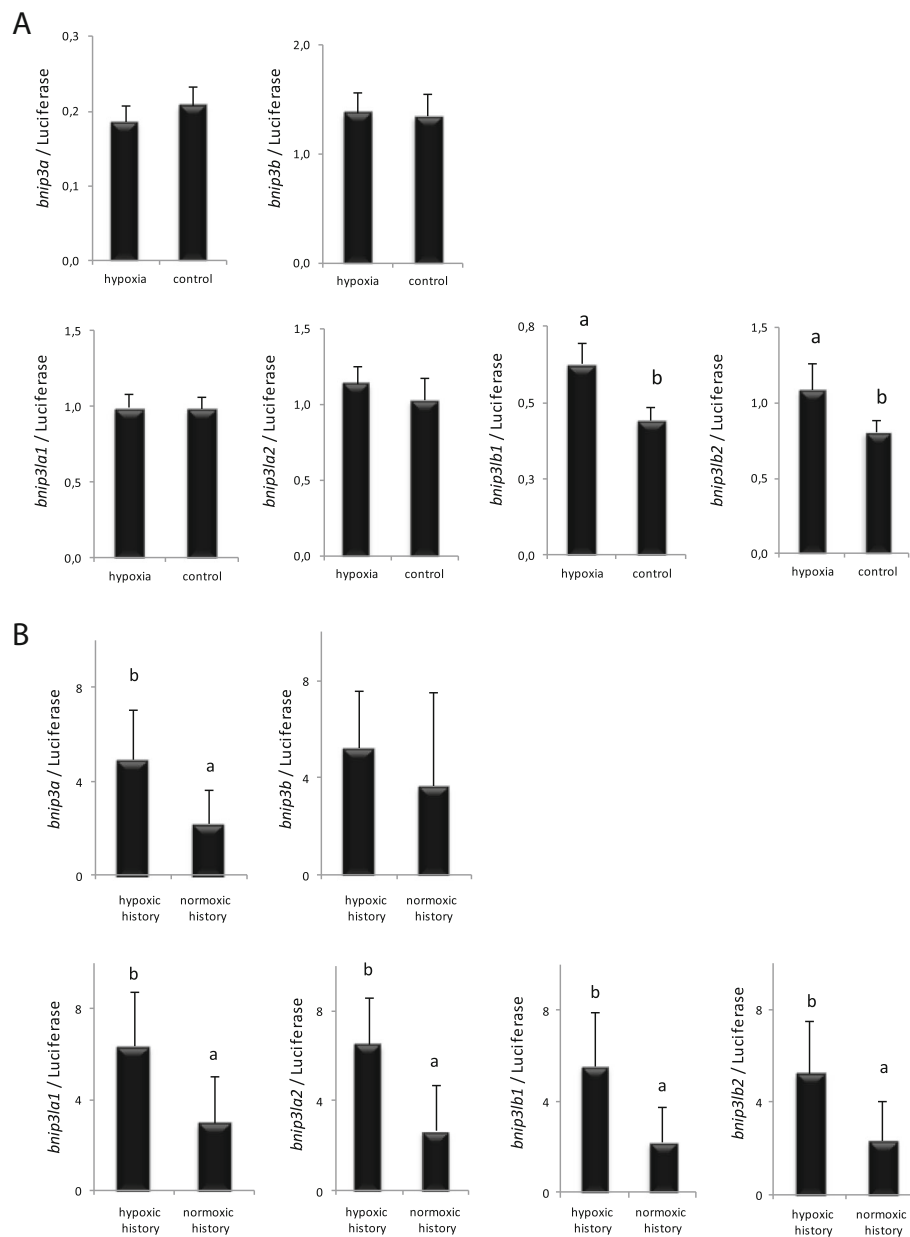 A
bnip3a / Luciferase
0,3
0,2
0,1
0,0
hypoxia control
bnip3b / Luciferase
2,0
1,0
0,0
hypoxia control
bnip3la1 / Luciferase
1,5
1,0
0,5
0,0
hypoxia control
bnip3la2 / Luciferase
1,5
1,0
0,5
0,0
hypoxia control
bnip3lb1 / Luciferase
0,8
0,5
0,3
0,0
a
b
hypoxia control
bnip3lb2 / Luciferase
1,5
1,0
0,5
0,0
a
b
hypoxia control
B
bnip3a / Luciferase
8
4
0
b
a
hypoxic normoxic
history history
bnip3b / Luciferase
8
4
0
hypoxic normoxic
history history
bnip3la1 / Luciferase
8
4
0
b
a
hypoxic normoxic
history history
bnip3la2 / Luciferase
8
4
0
b
a
hypoxic normoxic
history history
bnip3lb1 / Luciferase
8
4
0
b
a
hypoxic normoxic
history history
bnip3lb2 / Luciferase
8
4
0
b
a
hypoxic normoxic
history history